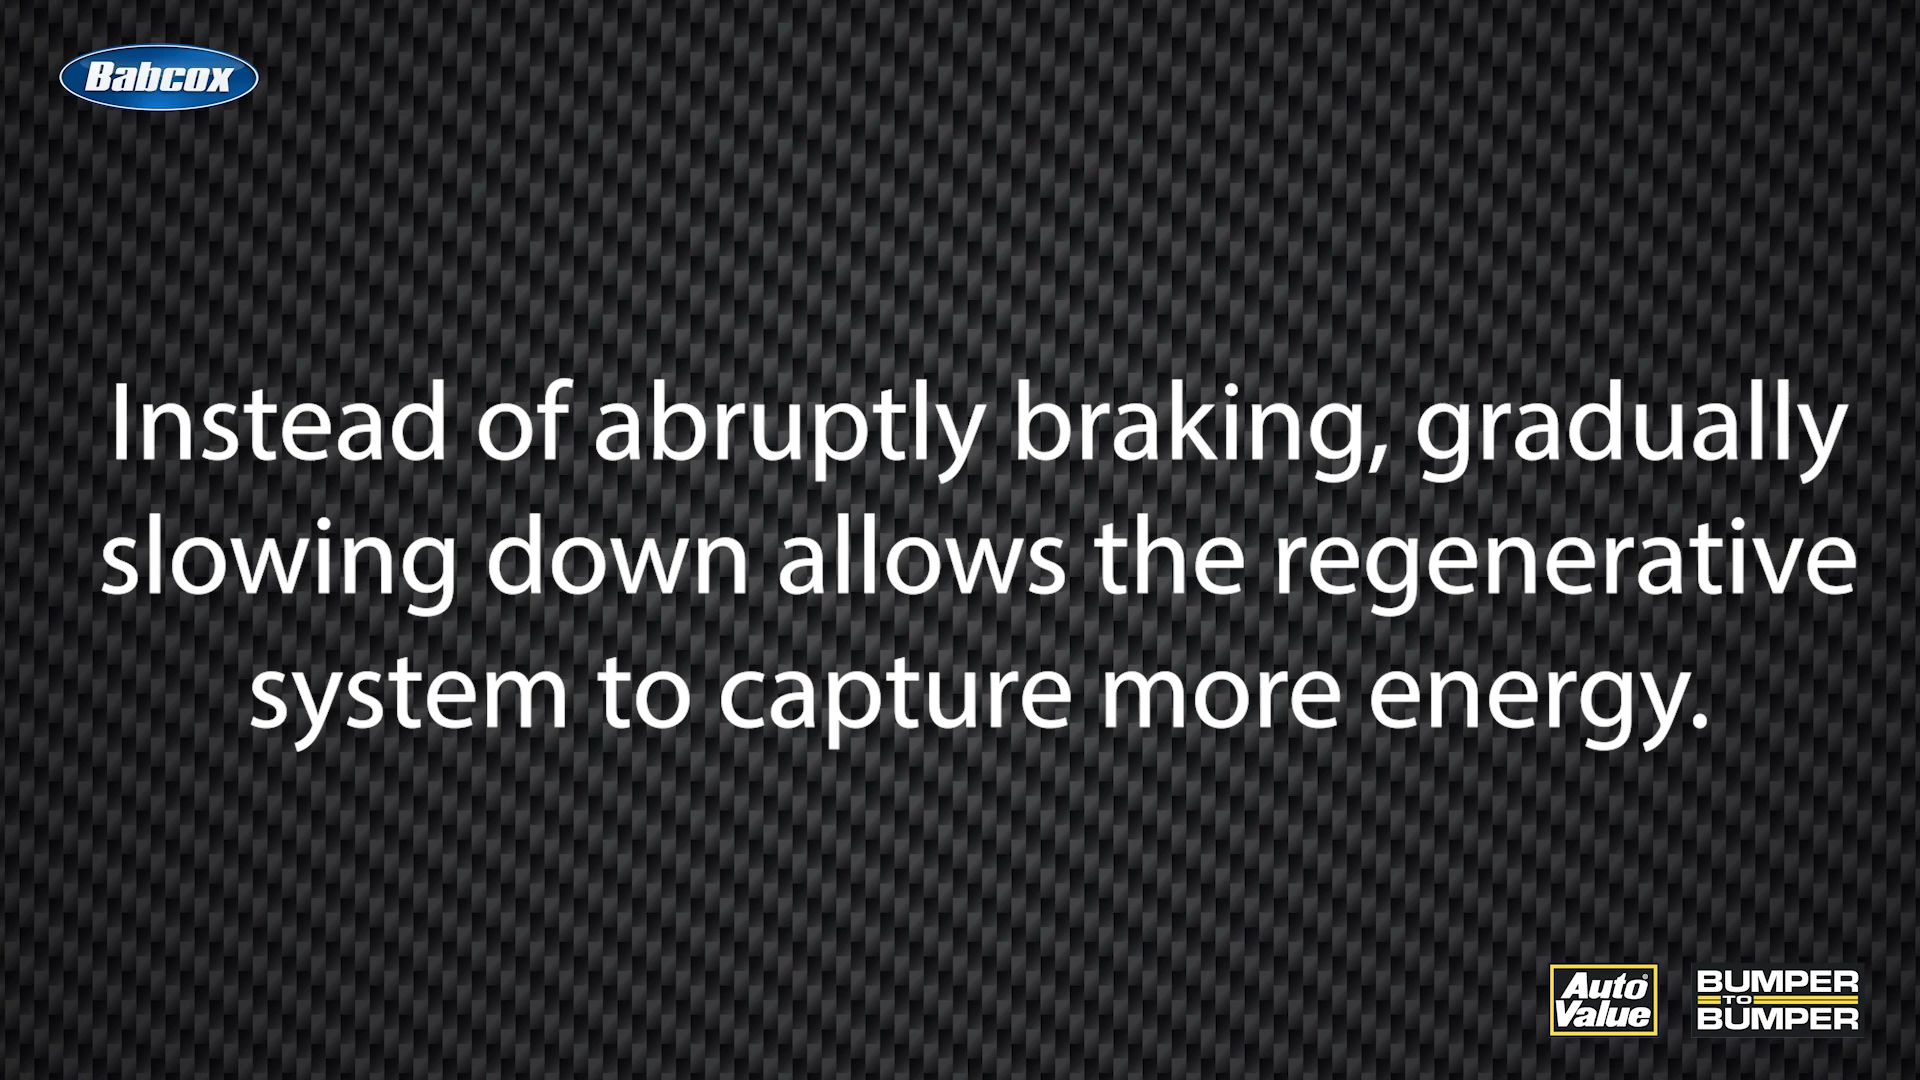 Babcox
Instead of abruptly braking, gradually
slowing down allows the regenerative
system to capture more energy.
Auto
Value
BUMPER
TO
BUMPER